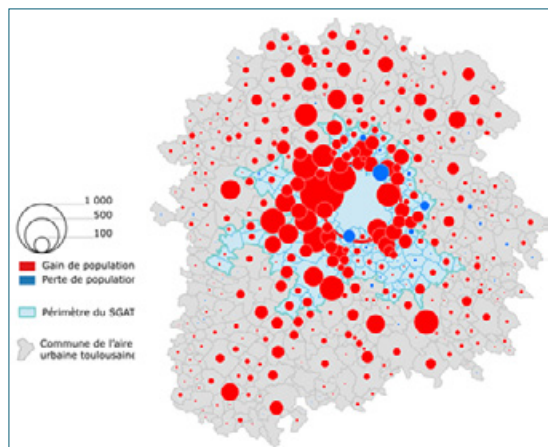 1 000
500
100
Gain de population
Perte de population
Périmètre du SGAT
Commune de l'aire
urbaine toulousaine